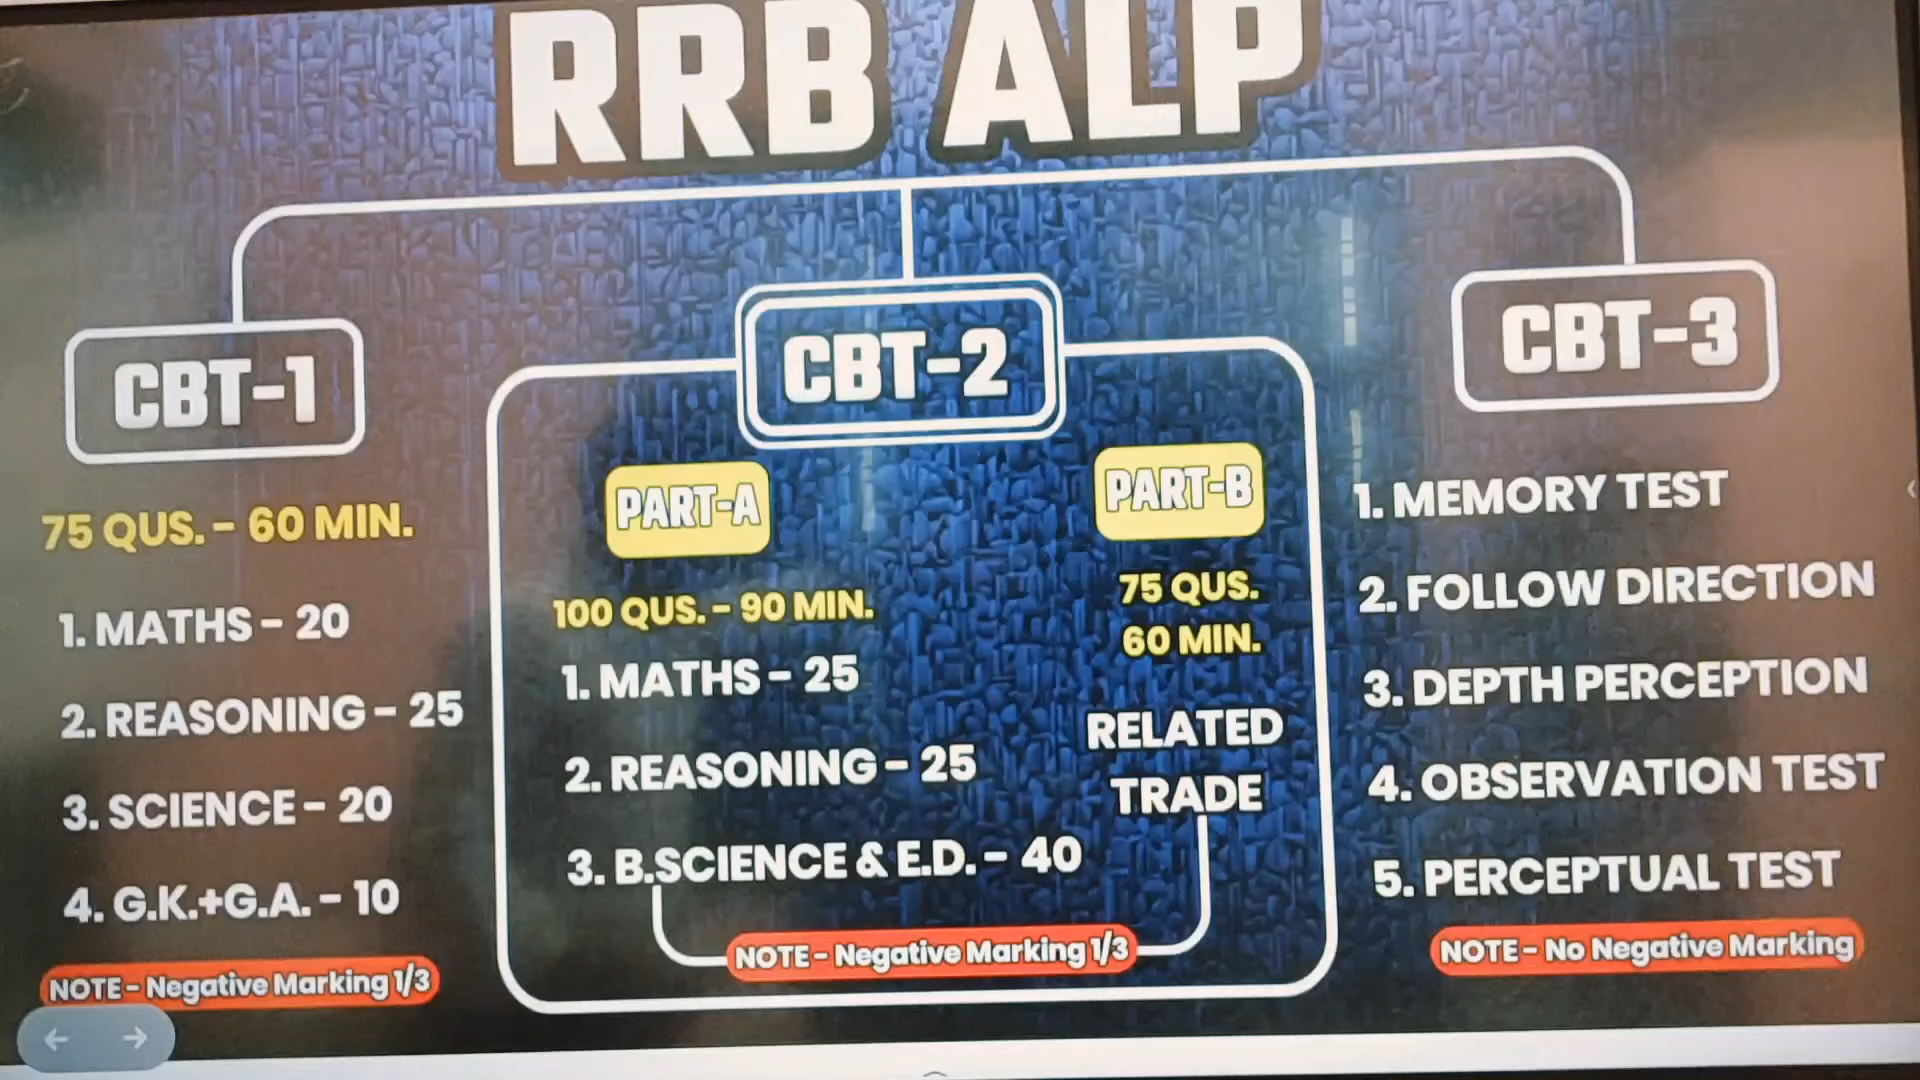 RRB ALP
CBT-1
75 QUS. - 60 MIN.
1. MATHS - 20
2. REASONING - 25
3. SCIENCE - 20
4. G.K.+G.A. - 10
NOTE - Negative Marking 1/3
CBT-2
PART-A
100 QUS. - 90 MIN.
1. MATHS - 25
2. REASONING - 25
3. B.SCIENCE & E.D. - 40
PART-B
75 QUS.
60 MIN.
RELATED
TRADE
NOTE - Negative Marking 1/3
CBT-3
1. MEMORY TEST
2. FOLLOW DIRECTION
3. DEPTH PERCEPTION
4. OBSERVATION TEST
5. PERCEPTUAL TEST
NOTE - No Negative Marking